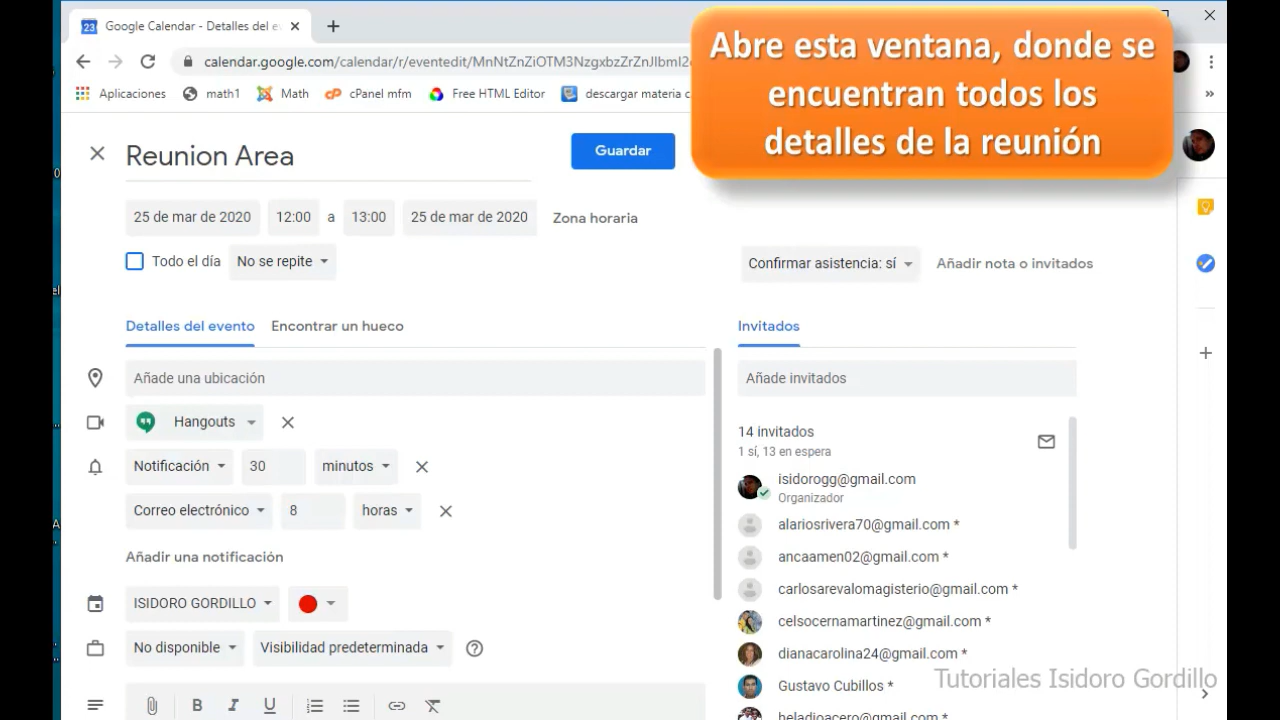 Google Calendar - Detalles del e
calendar.google.com/calendar/r/eventedit/MnNtZnZiOTM3NzgxbzZrZnJlbmI2
Aplicaciones
math1
Math
cPanel mfm
Free HTML Editor
descargar materia c
»
Abre esta ventana, donde se
encuentran todos los
detalles de la reunión
Reunion Area
Guardar
25 de mar de 2020 12:00 a 13:00 25 de mar de 2020 Zona horaria
Todo el día No se repite
Confirmar asistencia: sí Añadir nota o invitados
Detalles del evento Encontrar un hueco
Invitados
Añade una ubicación
Añade invitados
Hangouts
14 invitados
1 sí, 13 en espera
Notificación 30 minutos
isidorogg@gmail.com
Organizador
Correo electrónico 8 horas
alariosrivera70@gmail.com *
Añadir una notificación
ancaamen02@gmail.com *
carlosarevalomagisterio@gmail.com *
ISIDORO GORDILLO
celsocernamartinez@gmail.com *
No disponible Visibilidad predeterminada
dianacarolina24@gmail.com *
Gustavo Cubillos *
B I U
heladioacero@gmail.com *
Tutoriales Isidoro Gordillo